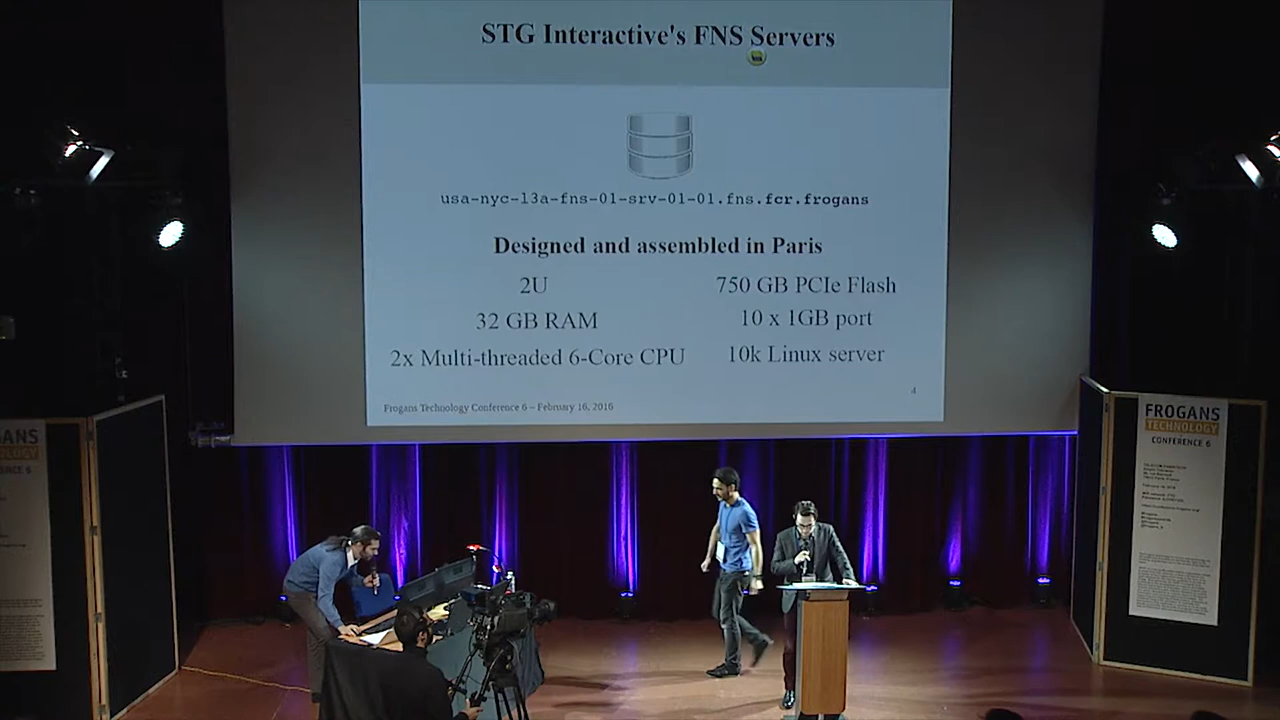 STG Interactive's FNS Servers
usa-nyc-l3a-fns-01-srv-01-01.fns.fcr.frogans
Designed and assembled in Paris
2U
750 GB PCIe Flash
32 GB RAM
10 x 1GB port
2x Multi-threaded 6-Core CPU
10k Linux server
4
Frogans Technology Conference 6 – February 16, 2016
FROGANS
TECHNOLOGY
CONFERENCE 6